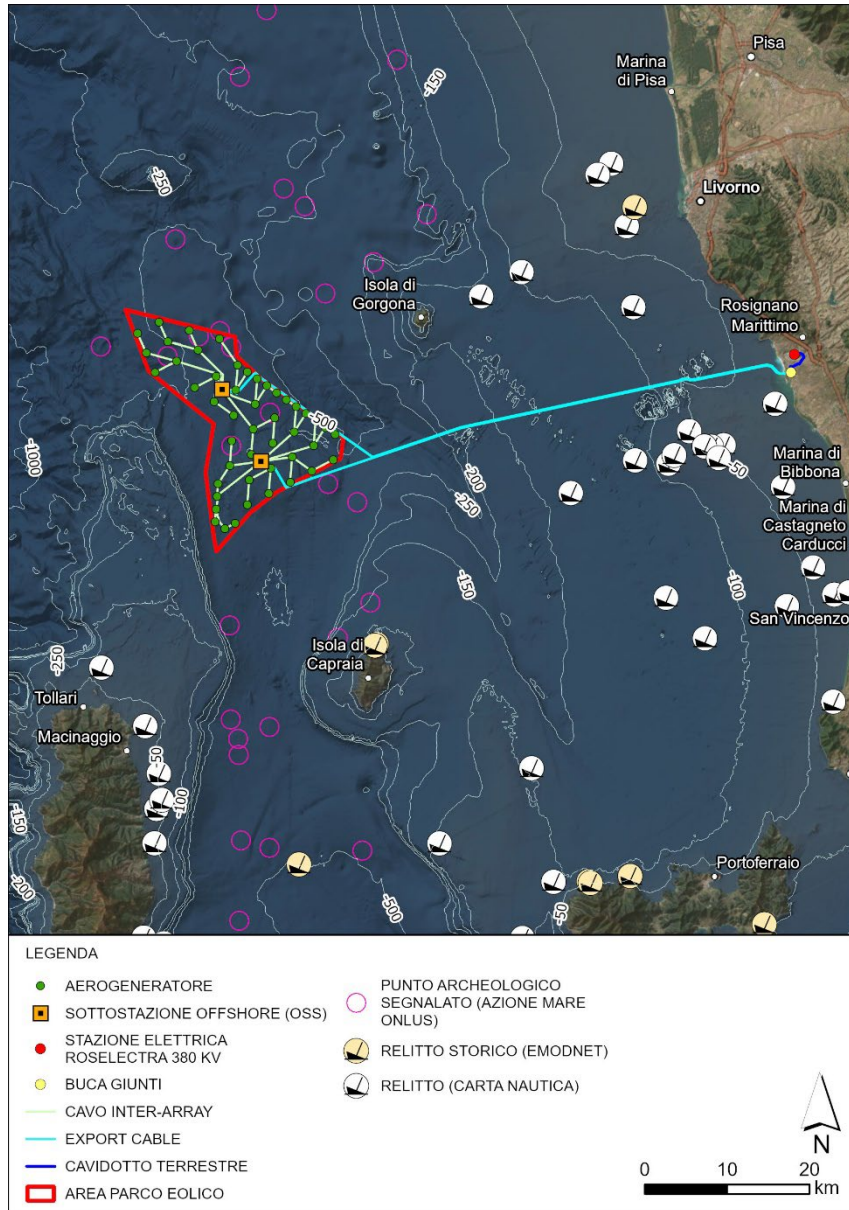 -150
Pisa
Marina
di Pisa
-250
Livorno
Isola di
Gorgona
Rosignano
Marittimo
-500
-1000
-50
-200
-250
Marina di
Bibbona
Marina di
Castagneto
Carducci
-150
-100
San Vincenzo
Isola di
Capraia
-250
-50
Tollari
Macinaggio
-50
-100
-150
-200
Portoferraio
-50
-500
LEGENDA
AEROGENERATORE
SOTTOSTAZIONE OFFSHORE (OSS)
STAZIONE ELETTRICA
ROSELECTRA 380 KV
BUCA GIUNTI
CAVO INTER-ARRAY
EXPORT CABLE
CAVIDOTTO TERRESTRE
AREA PARCO EOLICO
PUNTO ARCHEOLOGICO
SEGNALATO (AZIONE MARE
ONLUS)
RELITTO STORICO (EMODNET)
RELITTO (CARTA NAUTICA)
N
0 10 20
km